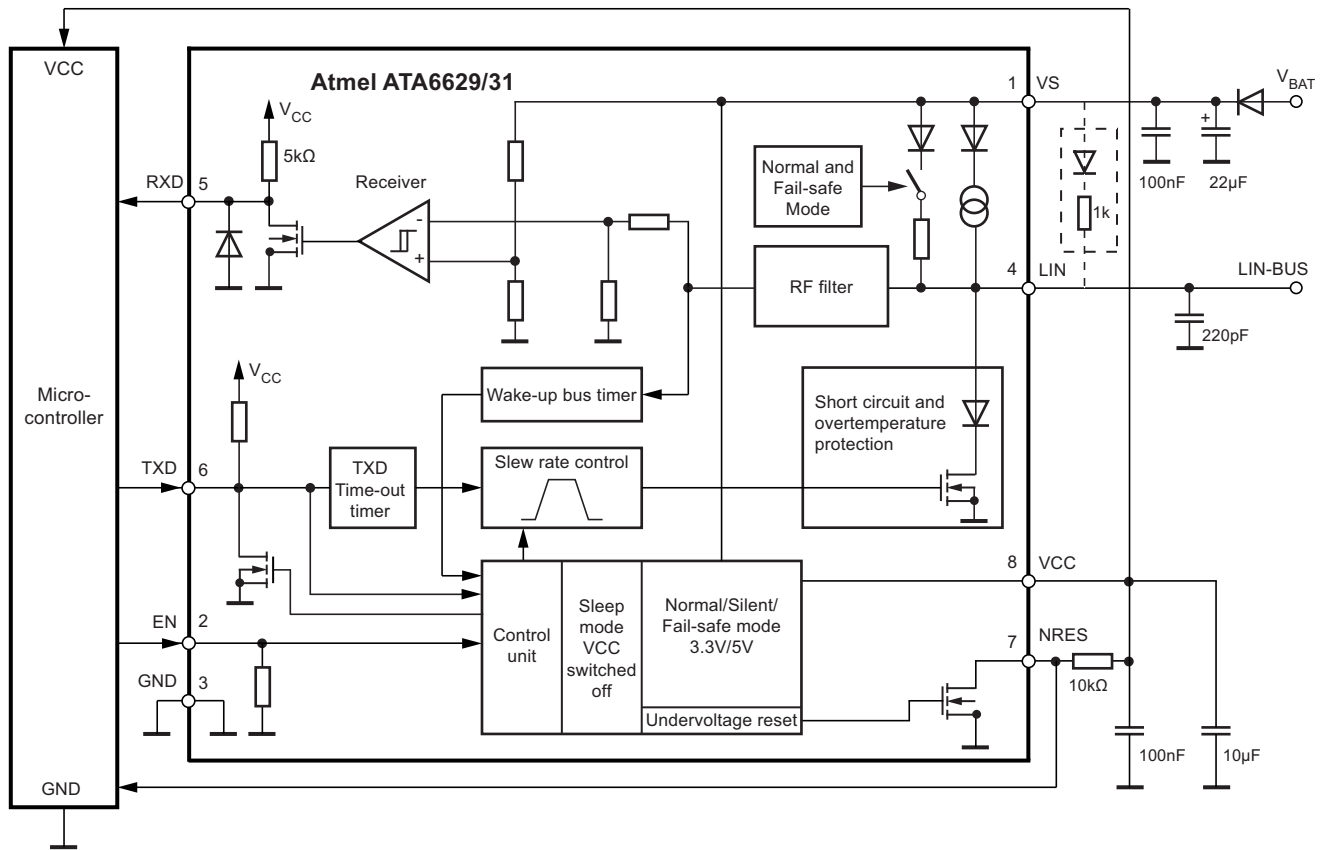 VCC
Atmel ATA6629/31
1 VS
V_BAT
V_CC
5kΩ
Receiver
RXD 5
-
+
Normal and
Fail-safe
Mode
1k
100nF
+
22µF
RF filter
4 LIN
LIN-BUS
220pF
Micro-
controller
V_CC
Wake-up bus timer
Short circuit and
overtemperature
protection
TXD 6
TXD
Time-out
timer
Slew rate control
8 VCC
EN 2
Control
unit
Sleep
mode
VCC
switched
off
Normal/Silent/
Fail-safe mode
3.3V/5V
7 NRES
10kΩ
GND 3
Undervoltage reset
100nF
10µF
GND